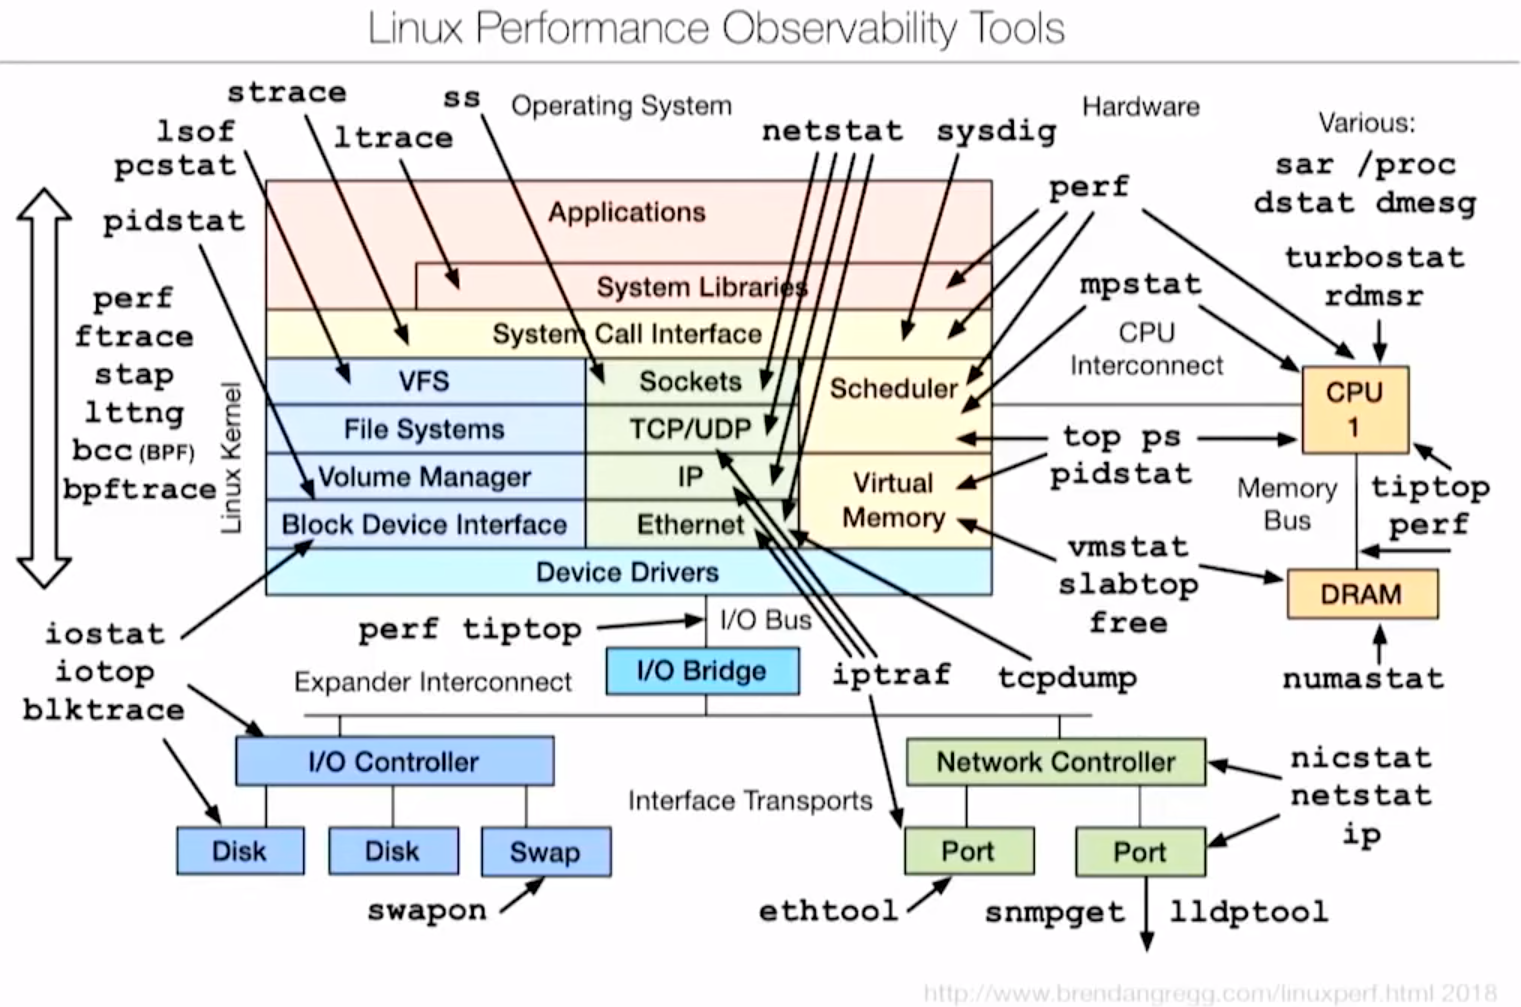 Linux Performance Observability Tools
strace
ss
Operating System
Hardware
lsof
pcstat
ltrace
netstat
sysdig
Various:
sar /proc
dstat dmesg
pidstat
perf
turbostat
rdmsr
Applications
System Libraries
System Call Interface
mpstat
CPU
Interconnect
perf
ftrace
stap
lttng
bcc (BPF)
bpftrace
Linux Kernel
VFS
File Systems
Volume Manager
Block Device Interface
Sockets
TCP/UDP
IP
Ethernet
Scheduler
Virtual
Memory
Device Drivers
CPU
1
top ps
pidstat
Memory
Bus
tiptop
perf
vmstat
slabtop
free
DRAM
numastat
iostat
iotop
blktrace
perf tiptop
I/O Bus
I/O Bridge
iptraf
tcpdump
Expander Interconnect
I/O Controller
Network Controller
nicstat
netstat
ip
Interface Transports
Disk
Disk
Swap
Port
Port
swapon
ethtool
snmpget
lldptool
http://www.brendangregg.com/linuxperf.html 2018